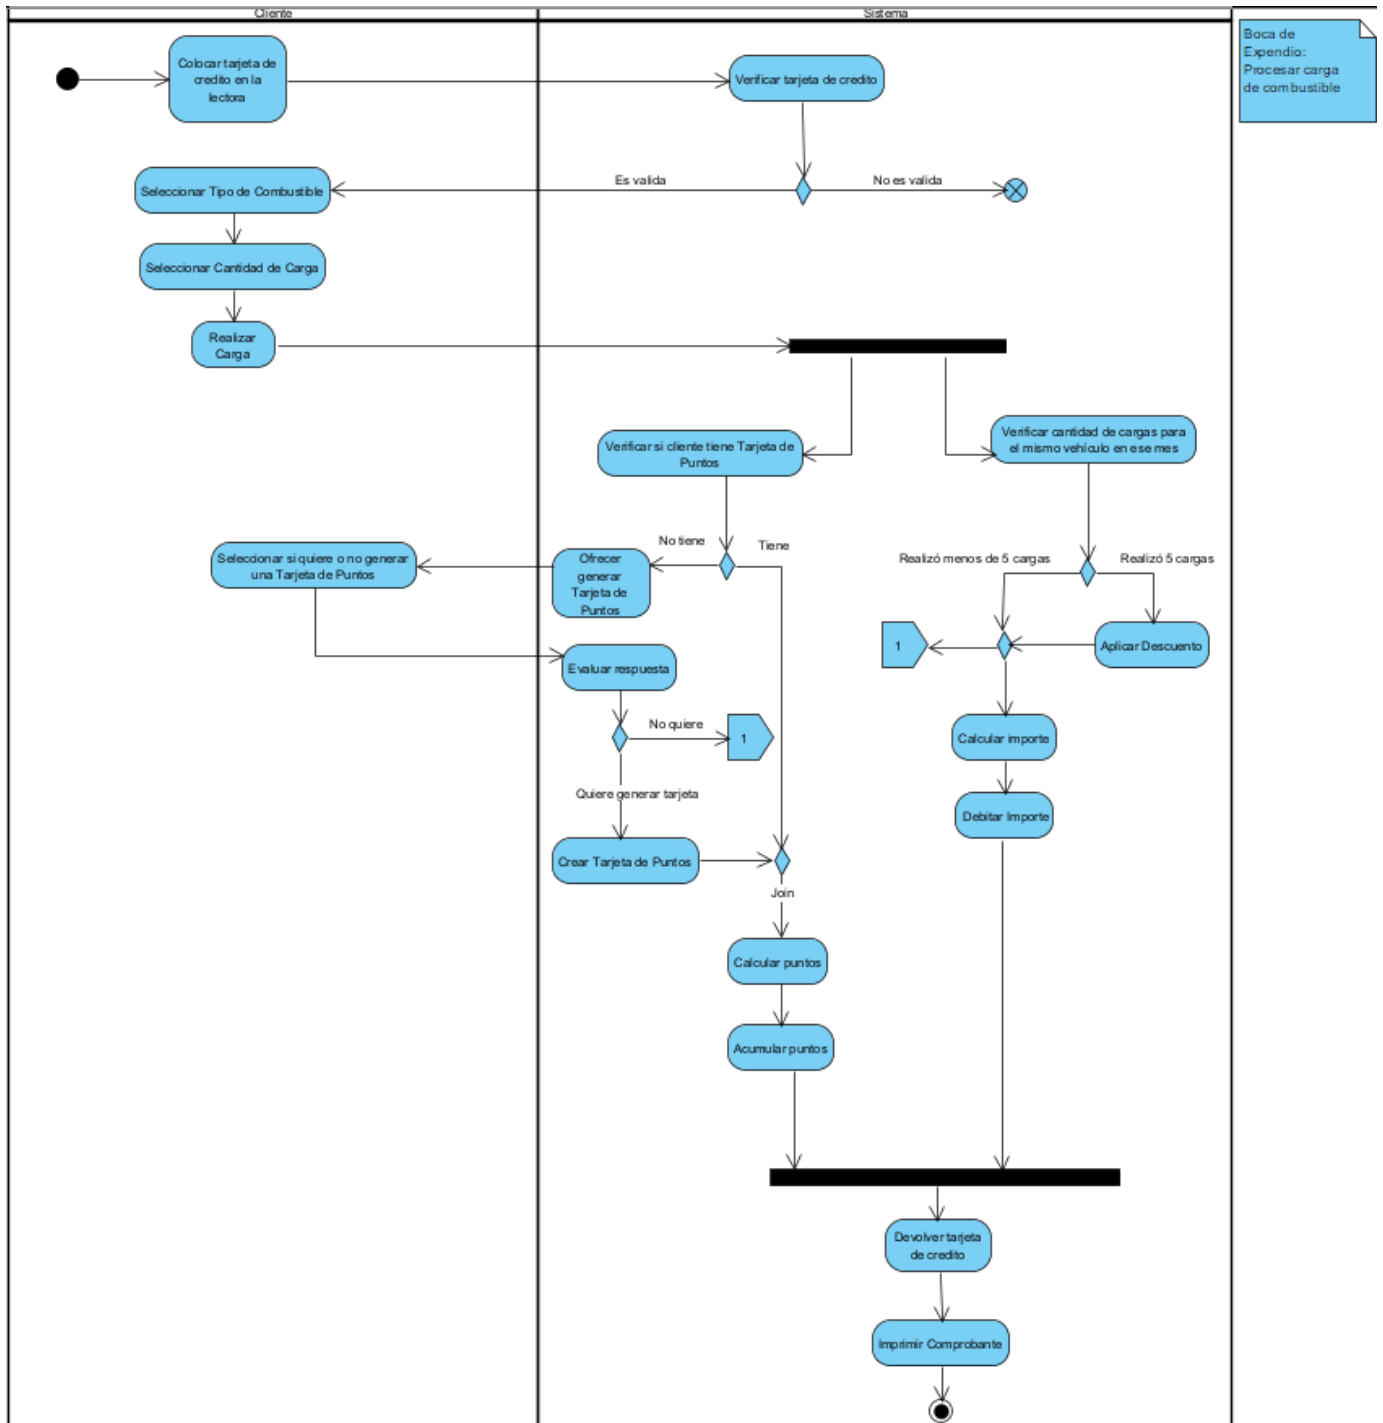 Cliente
Sistema
Boca de
Expendio:
Procesar carga
de combustible
Colocar tarjeta de
credito en la
lectora
Verificar tarjeta de credito
Es valida
No es valida
Seleccionar Tipo de Combustible
Seleccionar Cantidad de Carga
Realizar
Carga
Verificar si cliente tiene Tarjeta de
Puntos
Verificar cantidad de cargas para
el mismo vehículo en ese mes
No tiene
Tiene
Realizó menos de 5 cargas
Realizó 5 cargas
Seleccionar si quiere o no generar
una Tarjeta de Puntos
Ofrecer
generar
Tarjeta de
Puntos
1
Aplicar Descuento
Evaluar respuesta
No quiere
1
Calcular importe
Quiere generar tarjeta
Debitar Importe
Crear Tarjeta de Puntos
Join
Calcular puntos
Acumular puntos
Devolver tarjeta
de credito
Imprimir Comprobante